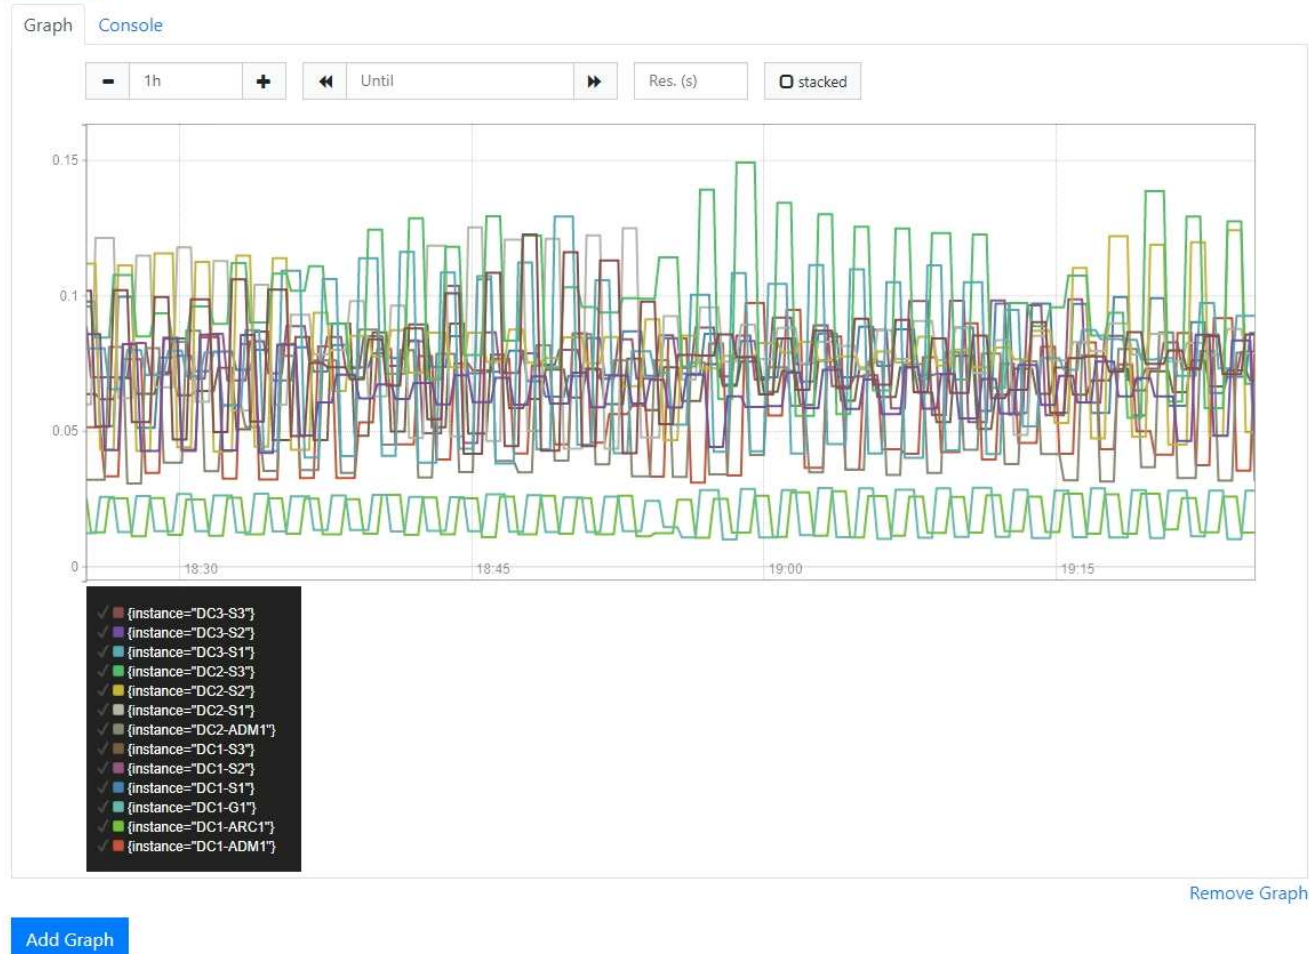 Graph Console
1h Until Res. (s) stacked
0.15
0.1
0.05
0
18:30 18:45 19:00 19:15
{instance="DC3-S3"}
{instance="DC3-S2"}
{instance="DC3-S1"}
{instance="DC2-S3"}
{instance="DC2-S2"}
{instance="DC2-S1"}
{instance="DC2-ADM1"}
{instance="DC1-S3"}
{instance="DC1-S2"}
{instance="DC1-S1"}
{instance="DC1-G1"}
{instance="DC1-ARC1"}
{instance="DC1-ADM1"}
Remove Graph
Add Graph